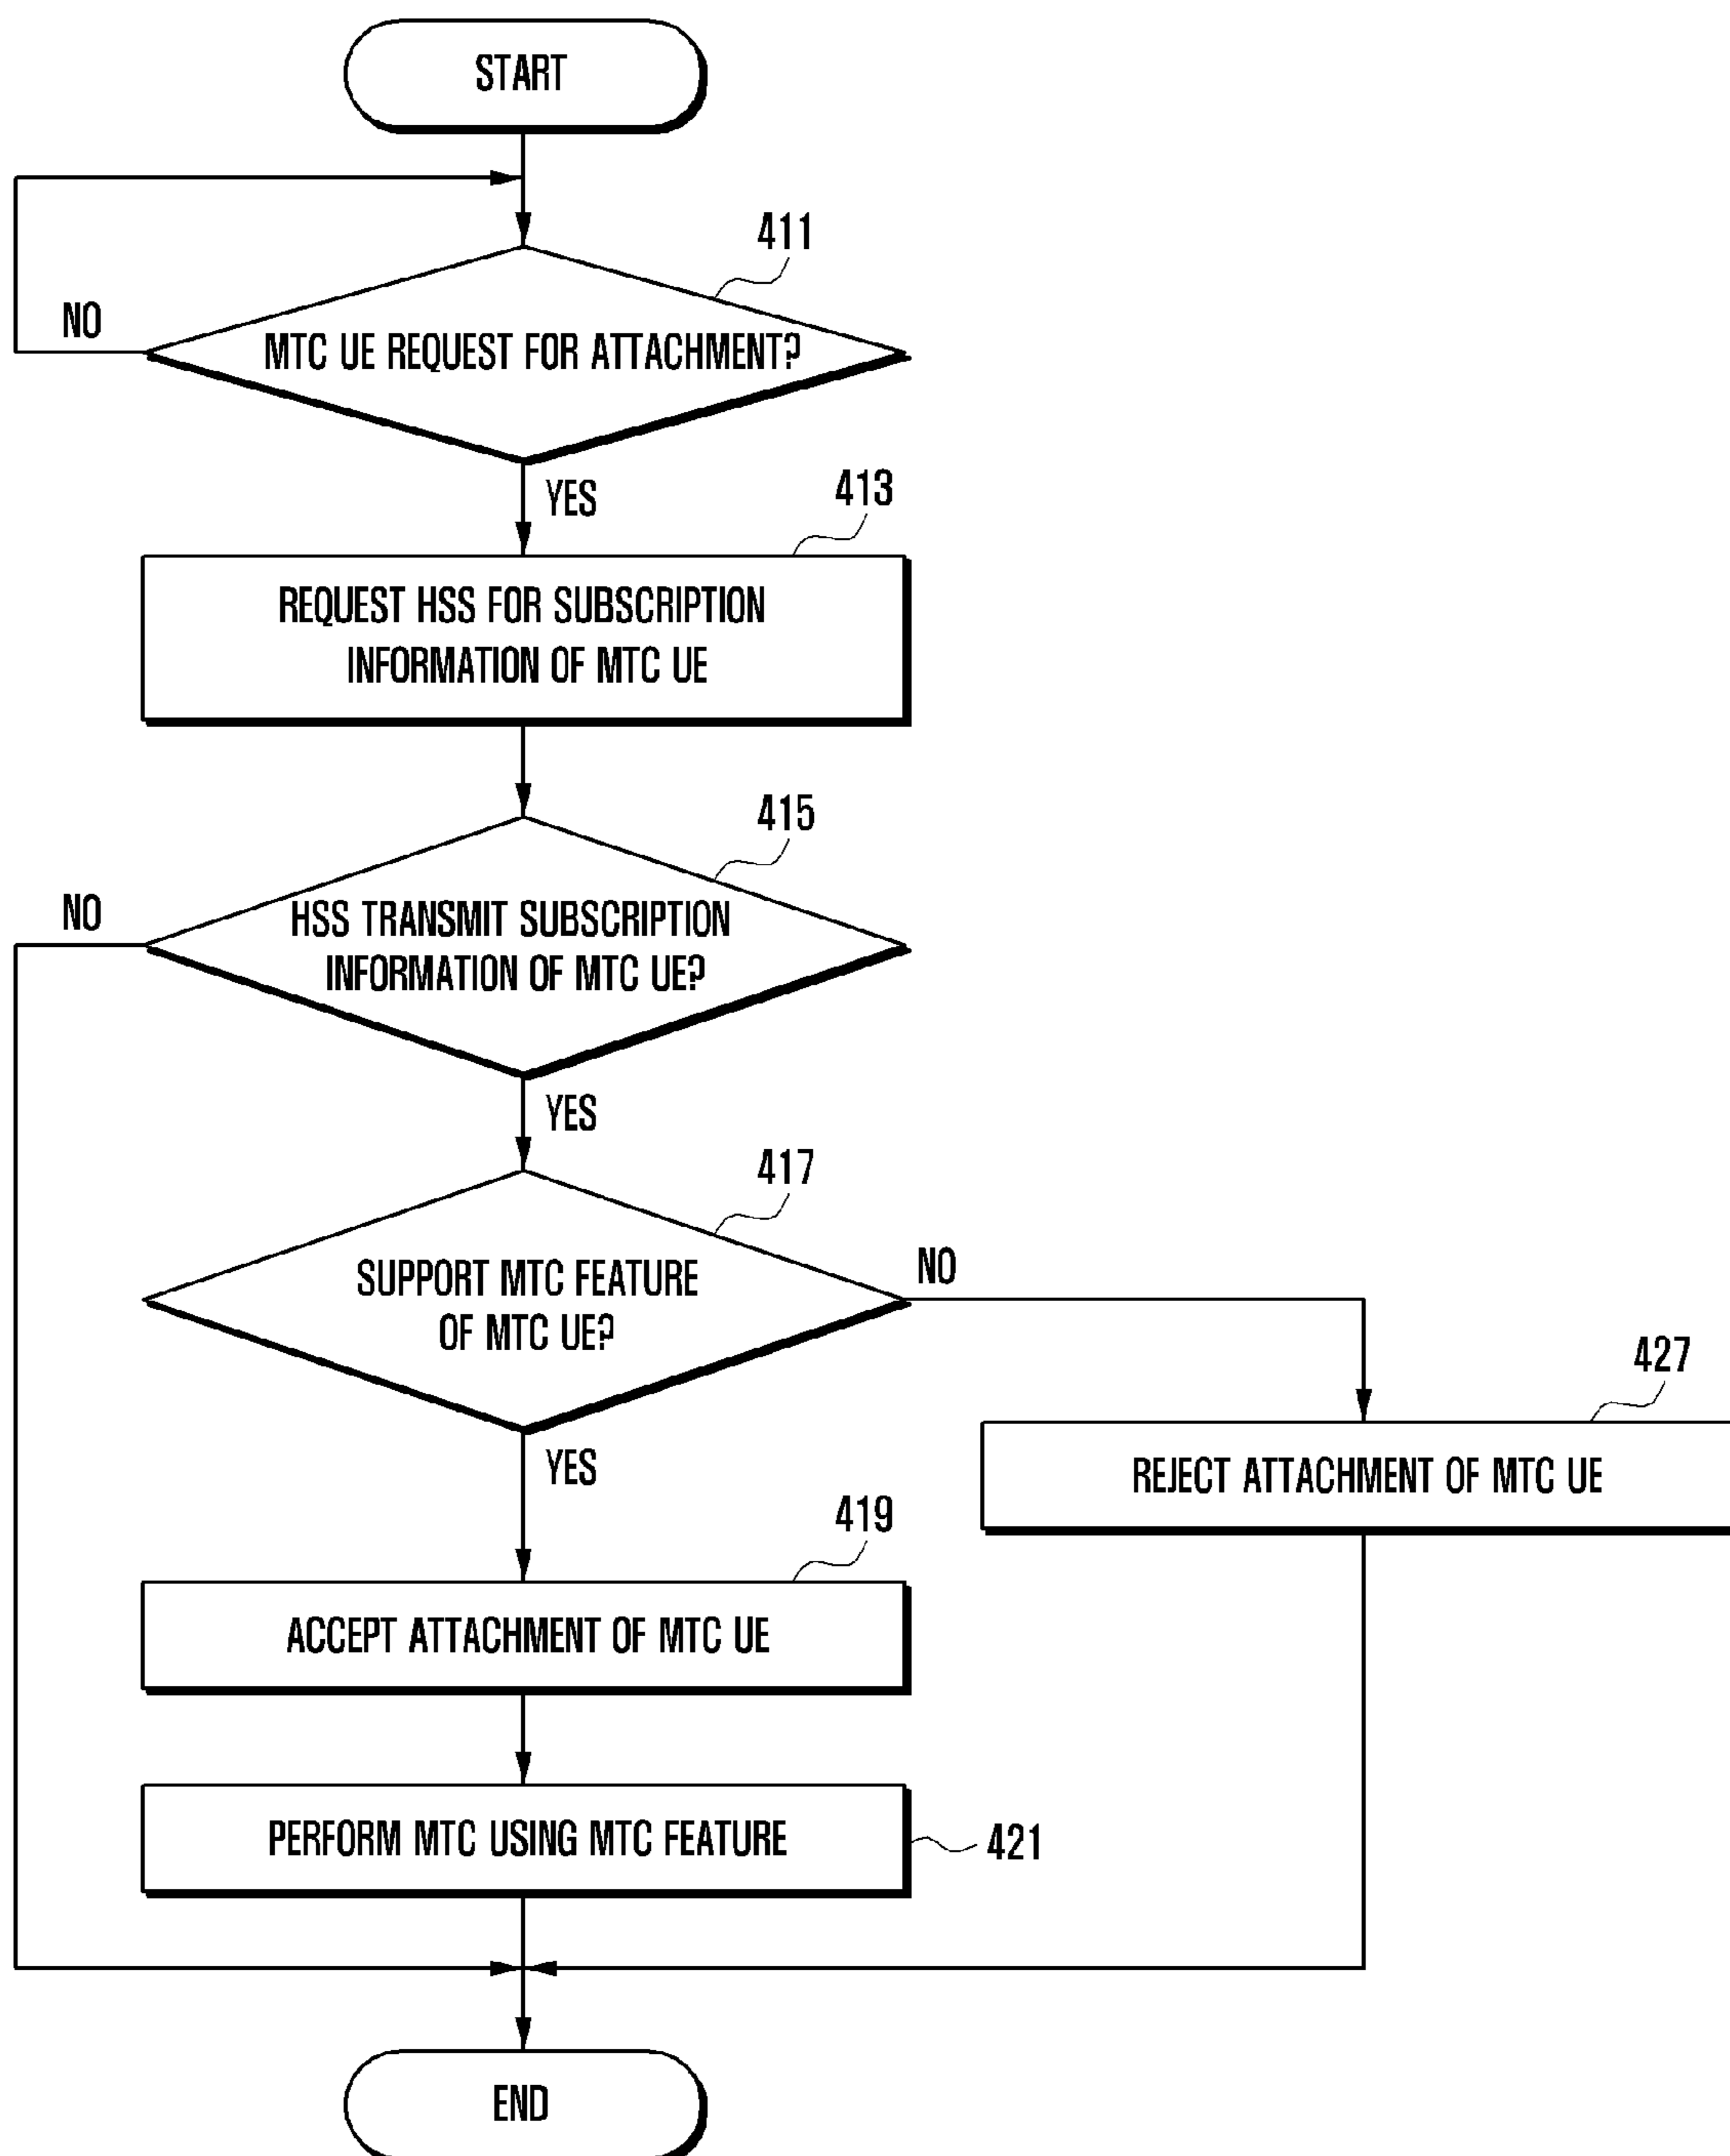 START
411
NO
MTC UE REQUEST FOR ATTACHMENT?
YES
413
REQUEST HSS FOR SUBSCRIPTION
INFORMATION OF MTC UE
415
NO
HSS TRANSMIT SUBSCRIPTION
INFORMATION OF MTC UE?
YES
417
NO
SUPPORT MTC FEATURE
OF MTC UE?
427
REJECT ATTACHMENT OF MTC UE
YES
419
ACCEPT ATTACHMENT OF MTC UE
PERFORM MTC USING MTC FEATURE
421
END